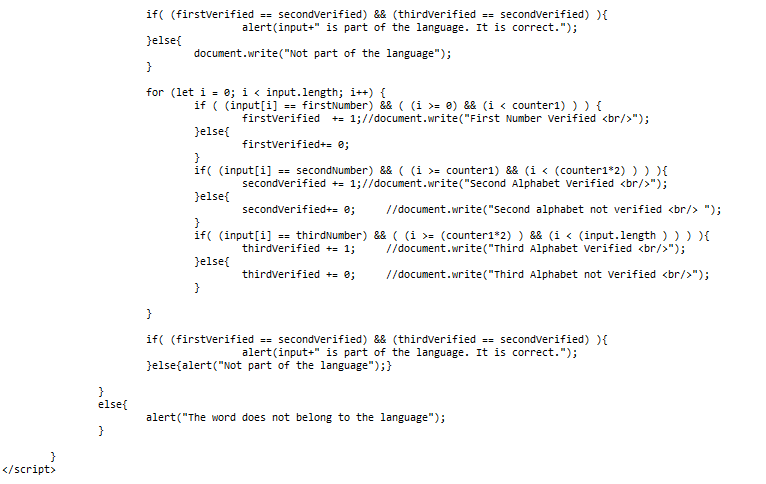 if( (firstVerified == secondVerified) && (thirdVerified == secondVerified) ){
alert(input+" is part of the language. It is correct.");
}else{
document.write("Not part of the language");
}
for (let i = 0; i < input.length; i++) {
if ( (input[i] == firstNumber) && ( (i >= 0) && (i < counter1) ) ) {
firstVerified  += 1;//document.write("First Number Verified <br/>");
}else{
firstVerified+= 0;
}
if( (input[i] == secondNumber) && ( (i >= counter1) && (i < (counter1*2) ) ) ){
secondVerified += 1;//document.write("Second Alphabet Verified <br/>");
}else{
secondVerified+= 0;     //document.write("Second alphabet not verified <br/> ");
}
if( (input[i] == thirdNumber) && ( (i >= (counter1*2) ) && (i < (input.length ) ) ) ){
thirdVerified += 1;     //document.write("Third Alphabet Verified <br/>");
}else{
thirdVerified += 0;     //document.write("Third Alphabet not Verified <br/>");
}
}
if( (firstVerified == secondVerified) && (thirdVerified == secondVerified) ){
alert(input+" is part of the language. It is correct.");
}else{alert("Not part of the language");}
}
else{
alert("The word does not belong to the language");
}
}
</script>